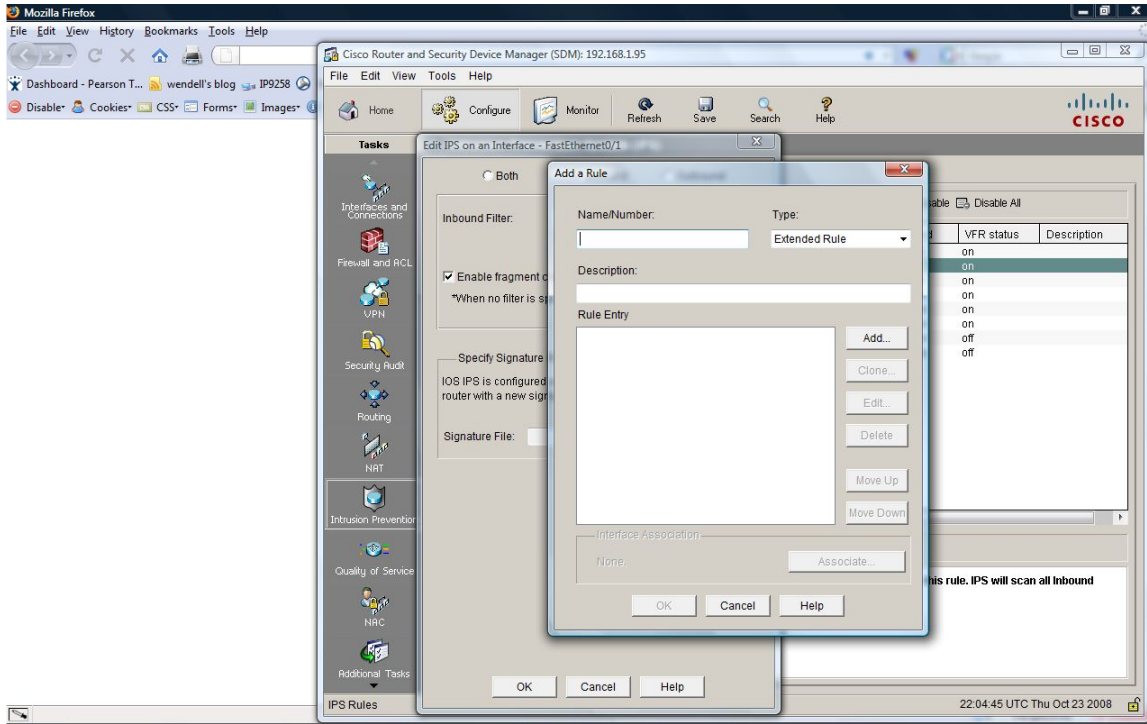 Mozilla Firefox
File Edit View History Bookmarks Tools Help
Dashboard - Pearson T... wendell's blog IP9258
Disable Cookies CSS Forms Images
Cisco Router and Security Device Manager (SDM): 192.168.1.95
File Edit View Tools Help
Home Configure Monitor Refresh Save Search Help
CISCO
Tasks
Interfaces and Connections
Firewall and ACL
VPN
Security Audit
Routing
NAT
Intrusion Prevention
Quality of Service
NAC
Additional Tasks
Edit IPS on an Interface - FastEthernet0/1
Both
Inbound Filter:
Enable fragment
*When no filter is
Specify Signature
IOS IPS is configured
router with a new
Signature File:
OK Cancel Help
Add a Rule
Name/Number: Type:
Extended Rule
Description:
Rule Entry
Add...
Clone...
Edit...
Delete
Move Up
Move Down
Interface Association
None.
Associate...
OK Cancel Help
Disable All
VFR status Description
on
on
on
on
on
on
off
off
his rule. IPS will scan all Inbound
IPS Rules
22:04:45 UTC Thu Oct 23 2008